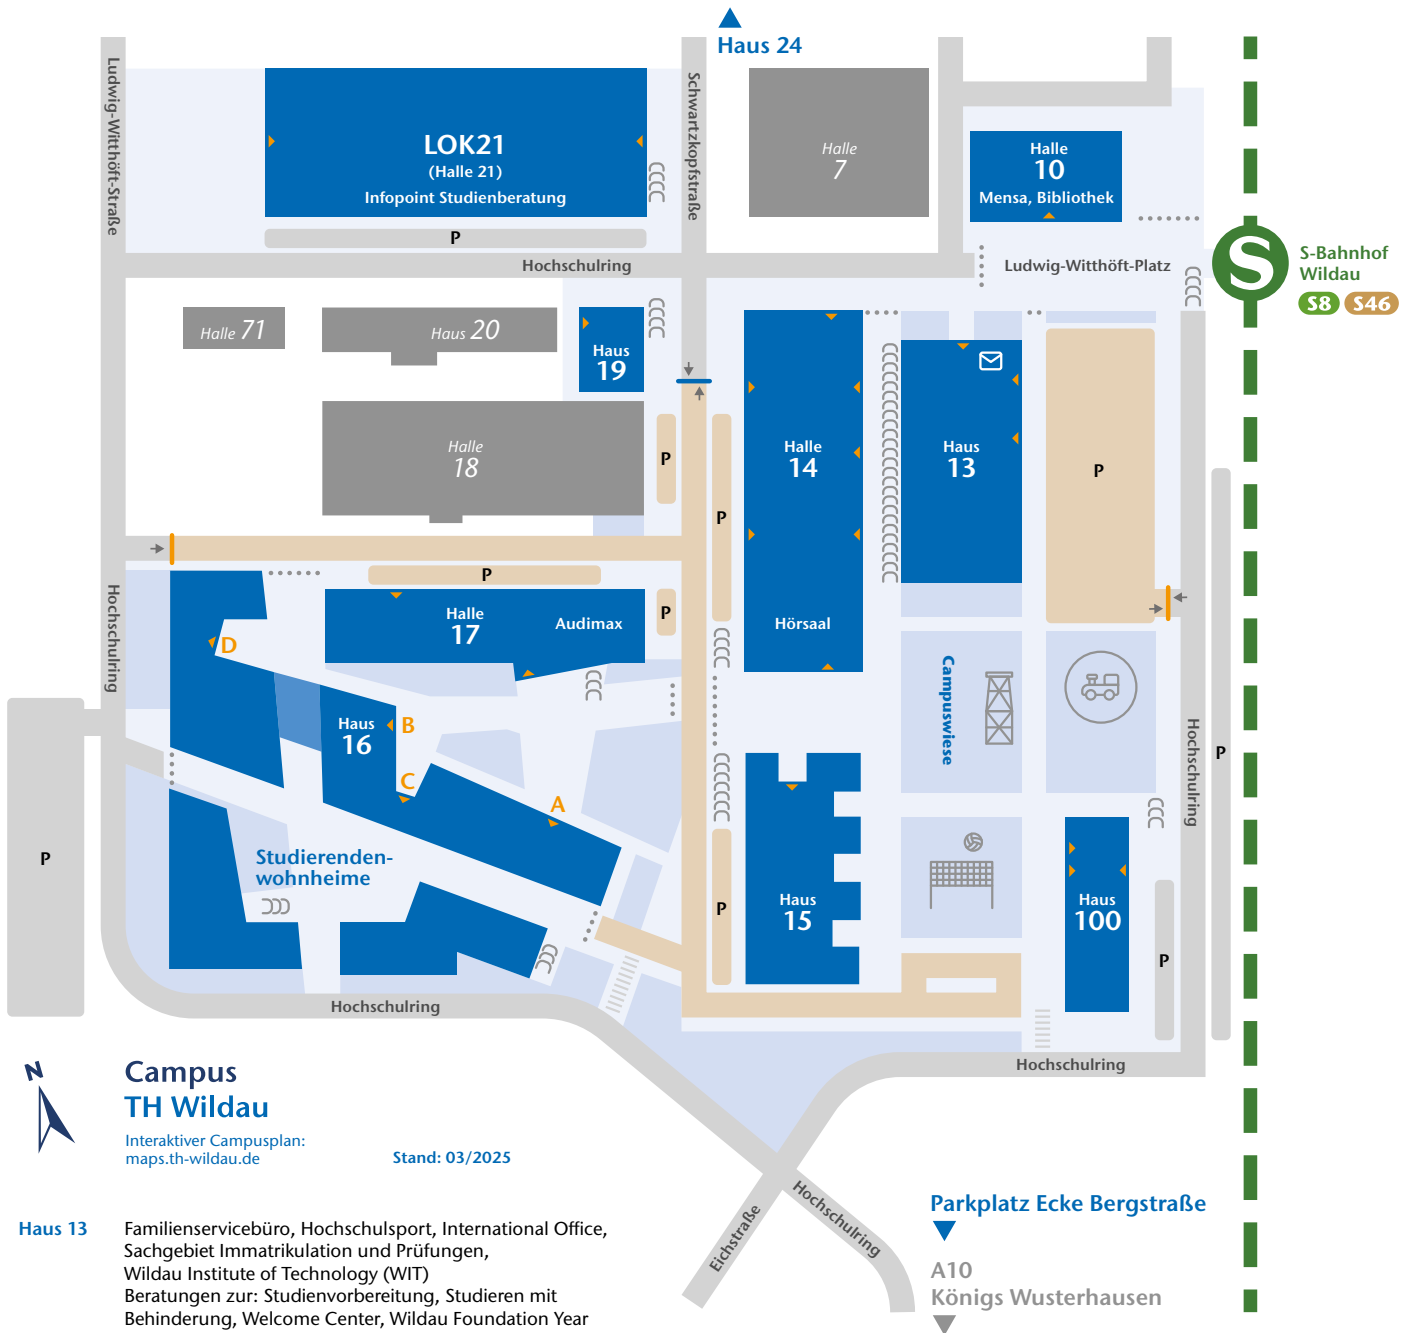 Haus 24
Ludwig-Witthöft-Straße
Schwartzkopfstraße
LOK21
(Halle 21)
Infopoint Studienberatung
P
Halle
7
Halle
10
Mensa, Bibliothek
Hochschulring
Ludwig-Witthöft-Platz
S
S-Bahnhof
Wildau
S8 S46
Halle 71
Haus 20
Haus
19
Halle
18
P
P
Halle
14
Hörsaal
Haus
13
P
P
Hochschulring
P
Halle
17
Audimax
P
D
B
C
A
Haus
16
Campuswiese
Hochschulring
P
P
Studierenden-
wohnheime
P
Haus
15
Haus
100
P
Hochschulring
Hochschulring
N
Campus
TH Wildau
Interaktiver Campusplan:
maps.th-wildau.de
Stand: 03/2025
Eichstraße
Hochschulring
Parkplatz Ecke Bergstraße
A10
Königs Wusterhausen
Haus 13
Familienservicebüro, Hochschulsport, International Office,
Sachgebiet Immatrikulation und Prüfungen,
Wildau Institute of Technology (WIT)
Beratungen zur: Studienvorbereitung, Studieren mit
Behinderung, Welcome Center, Wildau Foundation Year